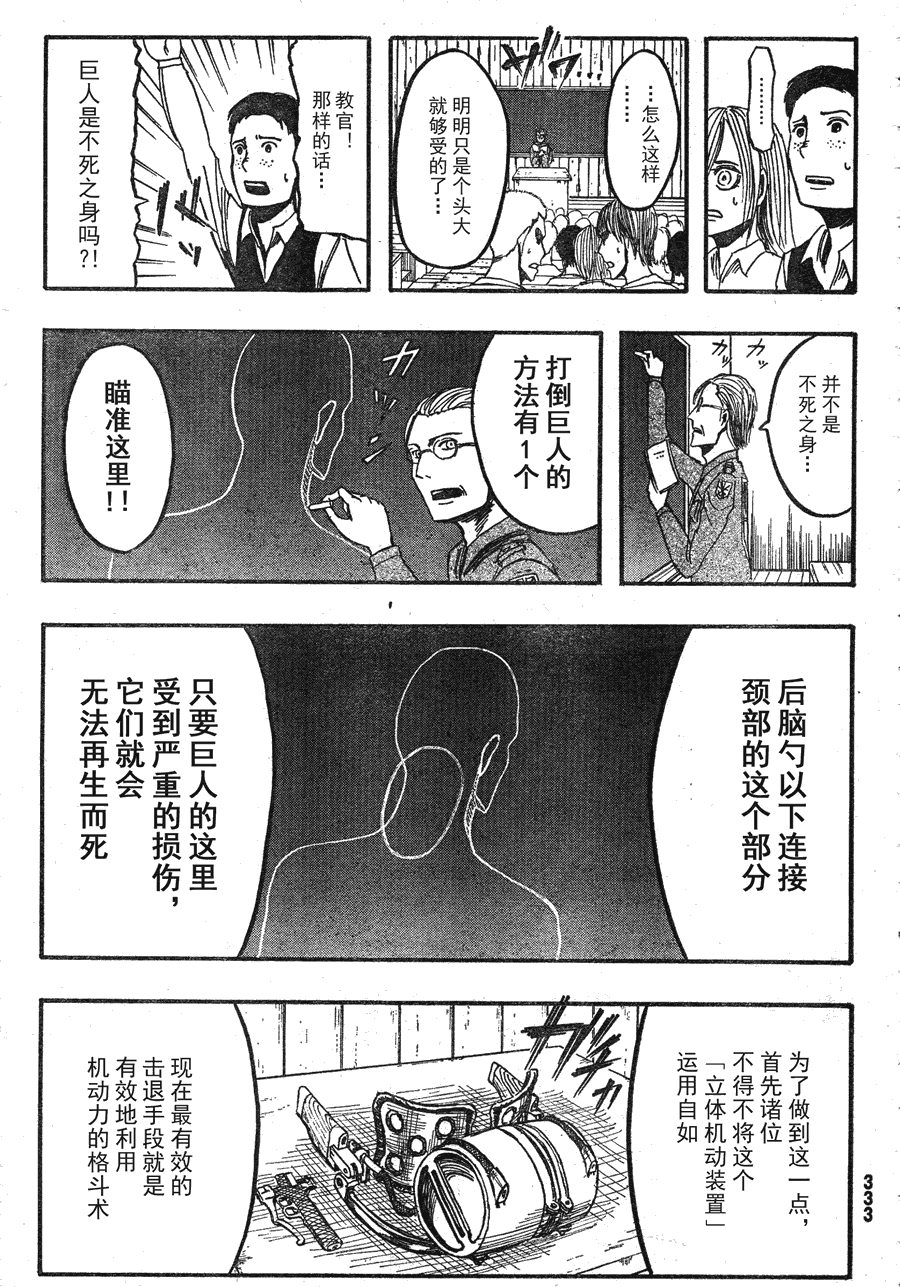 …………
…怎么这样
……
明明只是个头大
就够受的了…
ザワ…
教官！
那样的话…
巨人是不死之身吗？！
并不是
不死之身…
カッ
カッ
打倒巨人的
方法有1个
カ
瞄准这里！！
后脑勺以下连接
颈部的这个部分
只要巨人的这里
受到严重的损伤，
它们就会
无法再生而死
为了做到这一点，
首先诸位
不得不将这个
「立体机动装置」
运用自如
现在最有效的
击退手段就是
有效地利用
机动力的格斗术
333